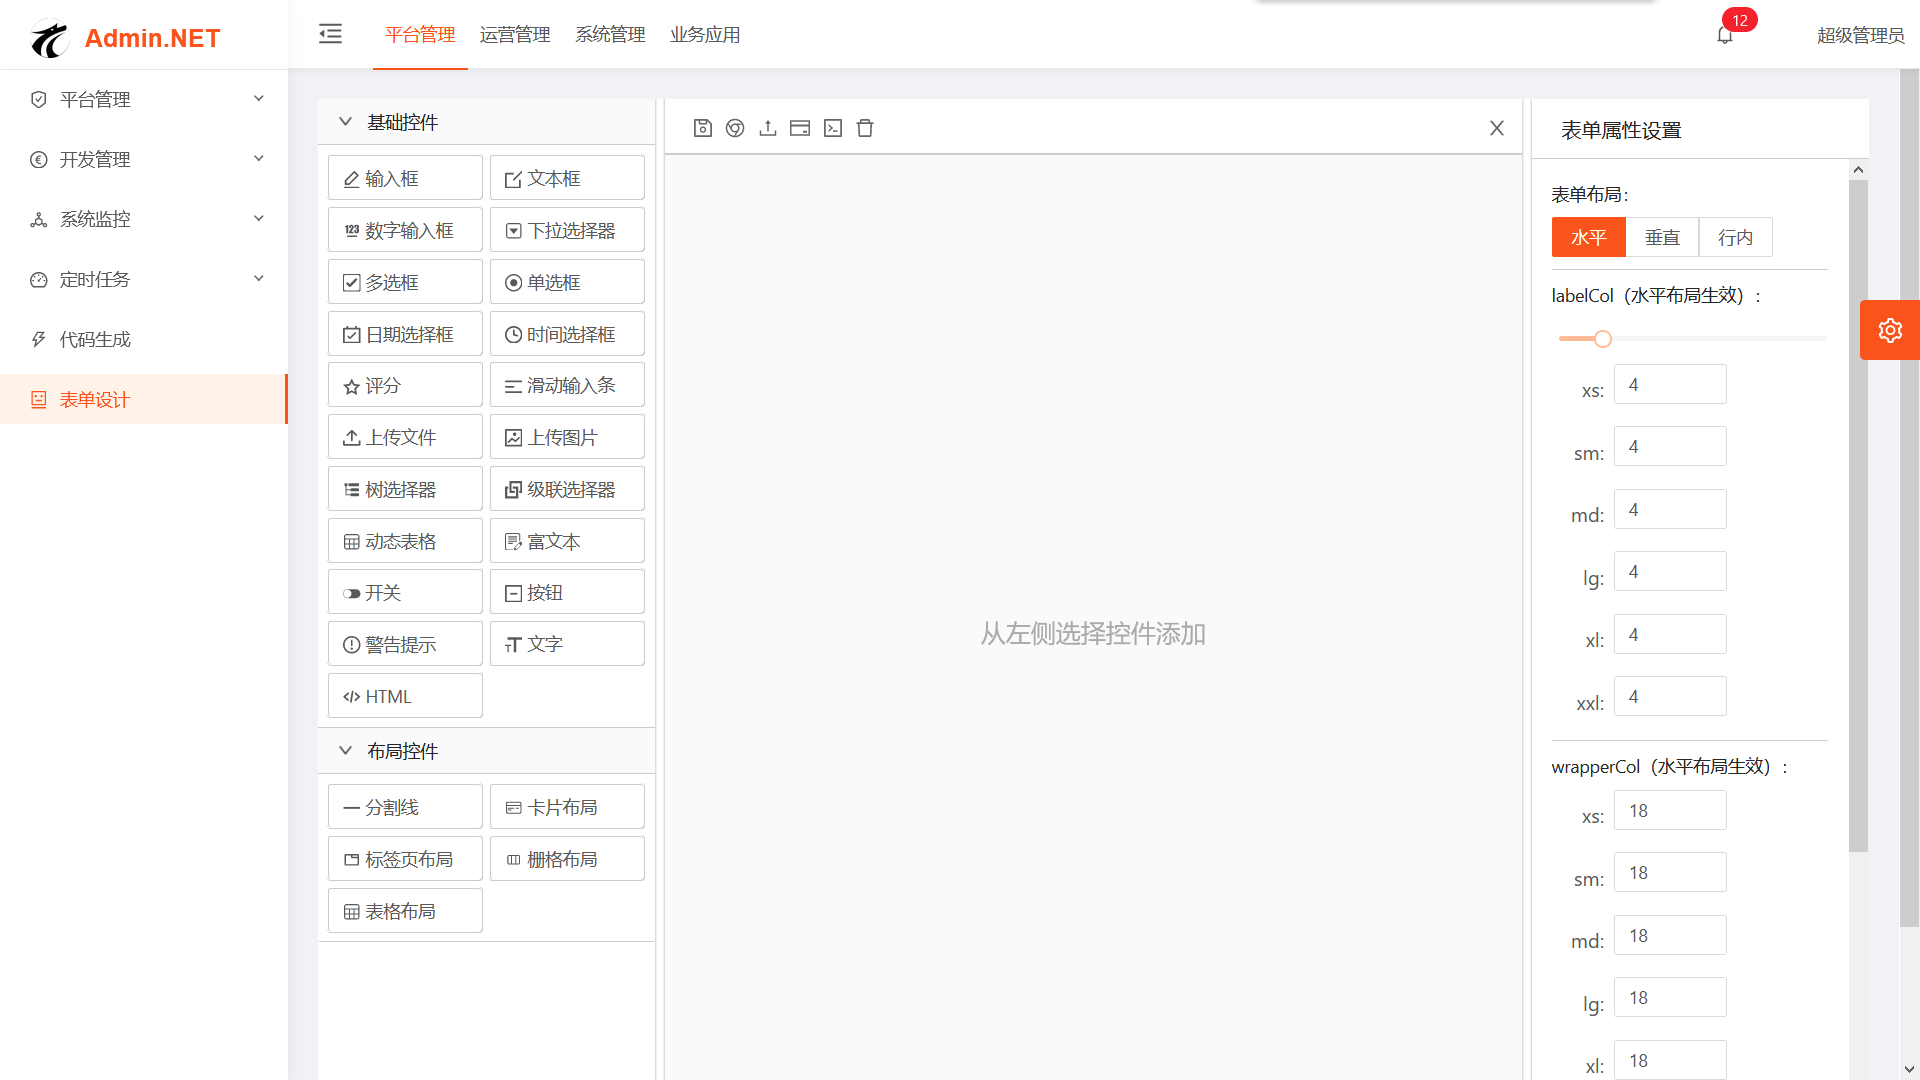 Admin.NET
平台管理
运营管理
系统管理
业务应用
12
超级管理员
平台管理
开发管理
系统监控
定时任务
代码生成
表单设计
基础控件
输入框
文本框
123 数字输入框
下拉选择器
多选框
单选框
日期选择框
时间选择框
评分
滑动输入条
上传文件
上传图片
树选择器
级联选择器
动态表格
富文本
开关
按钮
警告提示
文字
HTML
布局控件
分割线
卡片布局
标签页布局
栅格布局
表格布局
从左侧选择控件添加
表单属性设置
表单布局:
水平
垂直
行内
labelCol（水平布局生效）:
xs: 4
sm: 4
md: 4
lg: 4
xl: 4
xxl: 4
wrapperCol（水平布局生效）:
xs: 18
sm: 18
md: 18
lg: 18
xl: 18